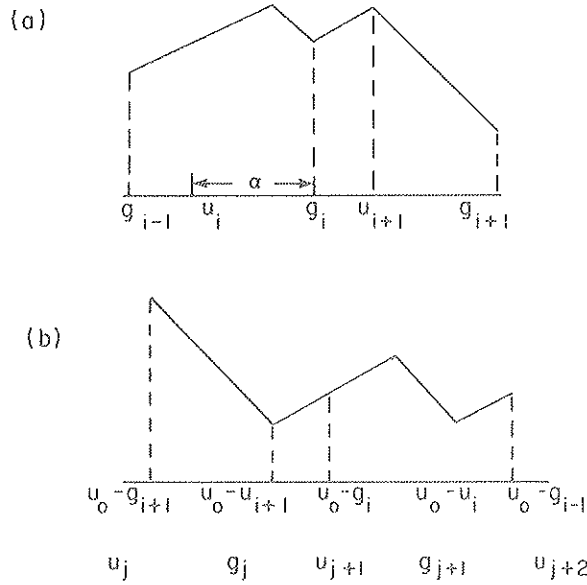 (a)
α
g_{i-1} u_i g_i u_{i+1} g_{i+1}
(b)
u_o-g_{i+1} u_o-u_{i+1} u_o-g_i u_o-u_i u_o-g_{i-1}
u_j g_j u_{j+1} g_{j+1} u_{j+2}